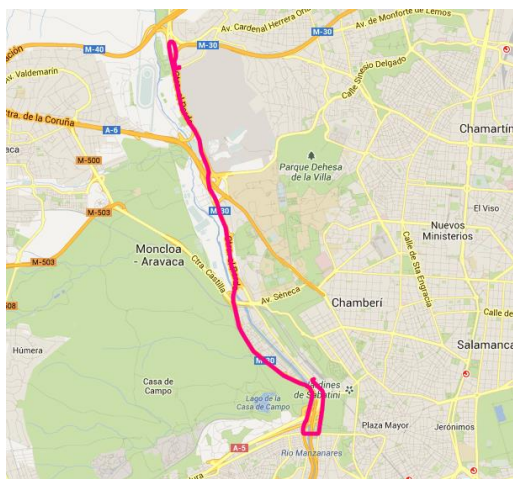 Av. Cardenal Herrera Oria
M-30
Av. de Monforte de Lemos
M-40
M-30
Av. Valdemarín
Calle Sinesio Delgado
Ctra. de la Coruña
A-6
Chamartín
M-500
Parque Dehesa
de la Villa
M-503
M-30
El Viso
Nuevos
Ministerios
M-503
Moncloa
- Aravaca
Ctra. Castilla
Calle de Sta Engracia
Av. Séneca
Chamberí
Calle de
Húmera
M-30
Salamanca
Casa de
Campo
Jardines
de Sabatini
Lago de la
Casa de Campo
Plaza Mayor
Jerónimos
A-5
Río Manzanares